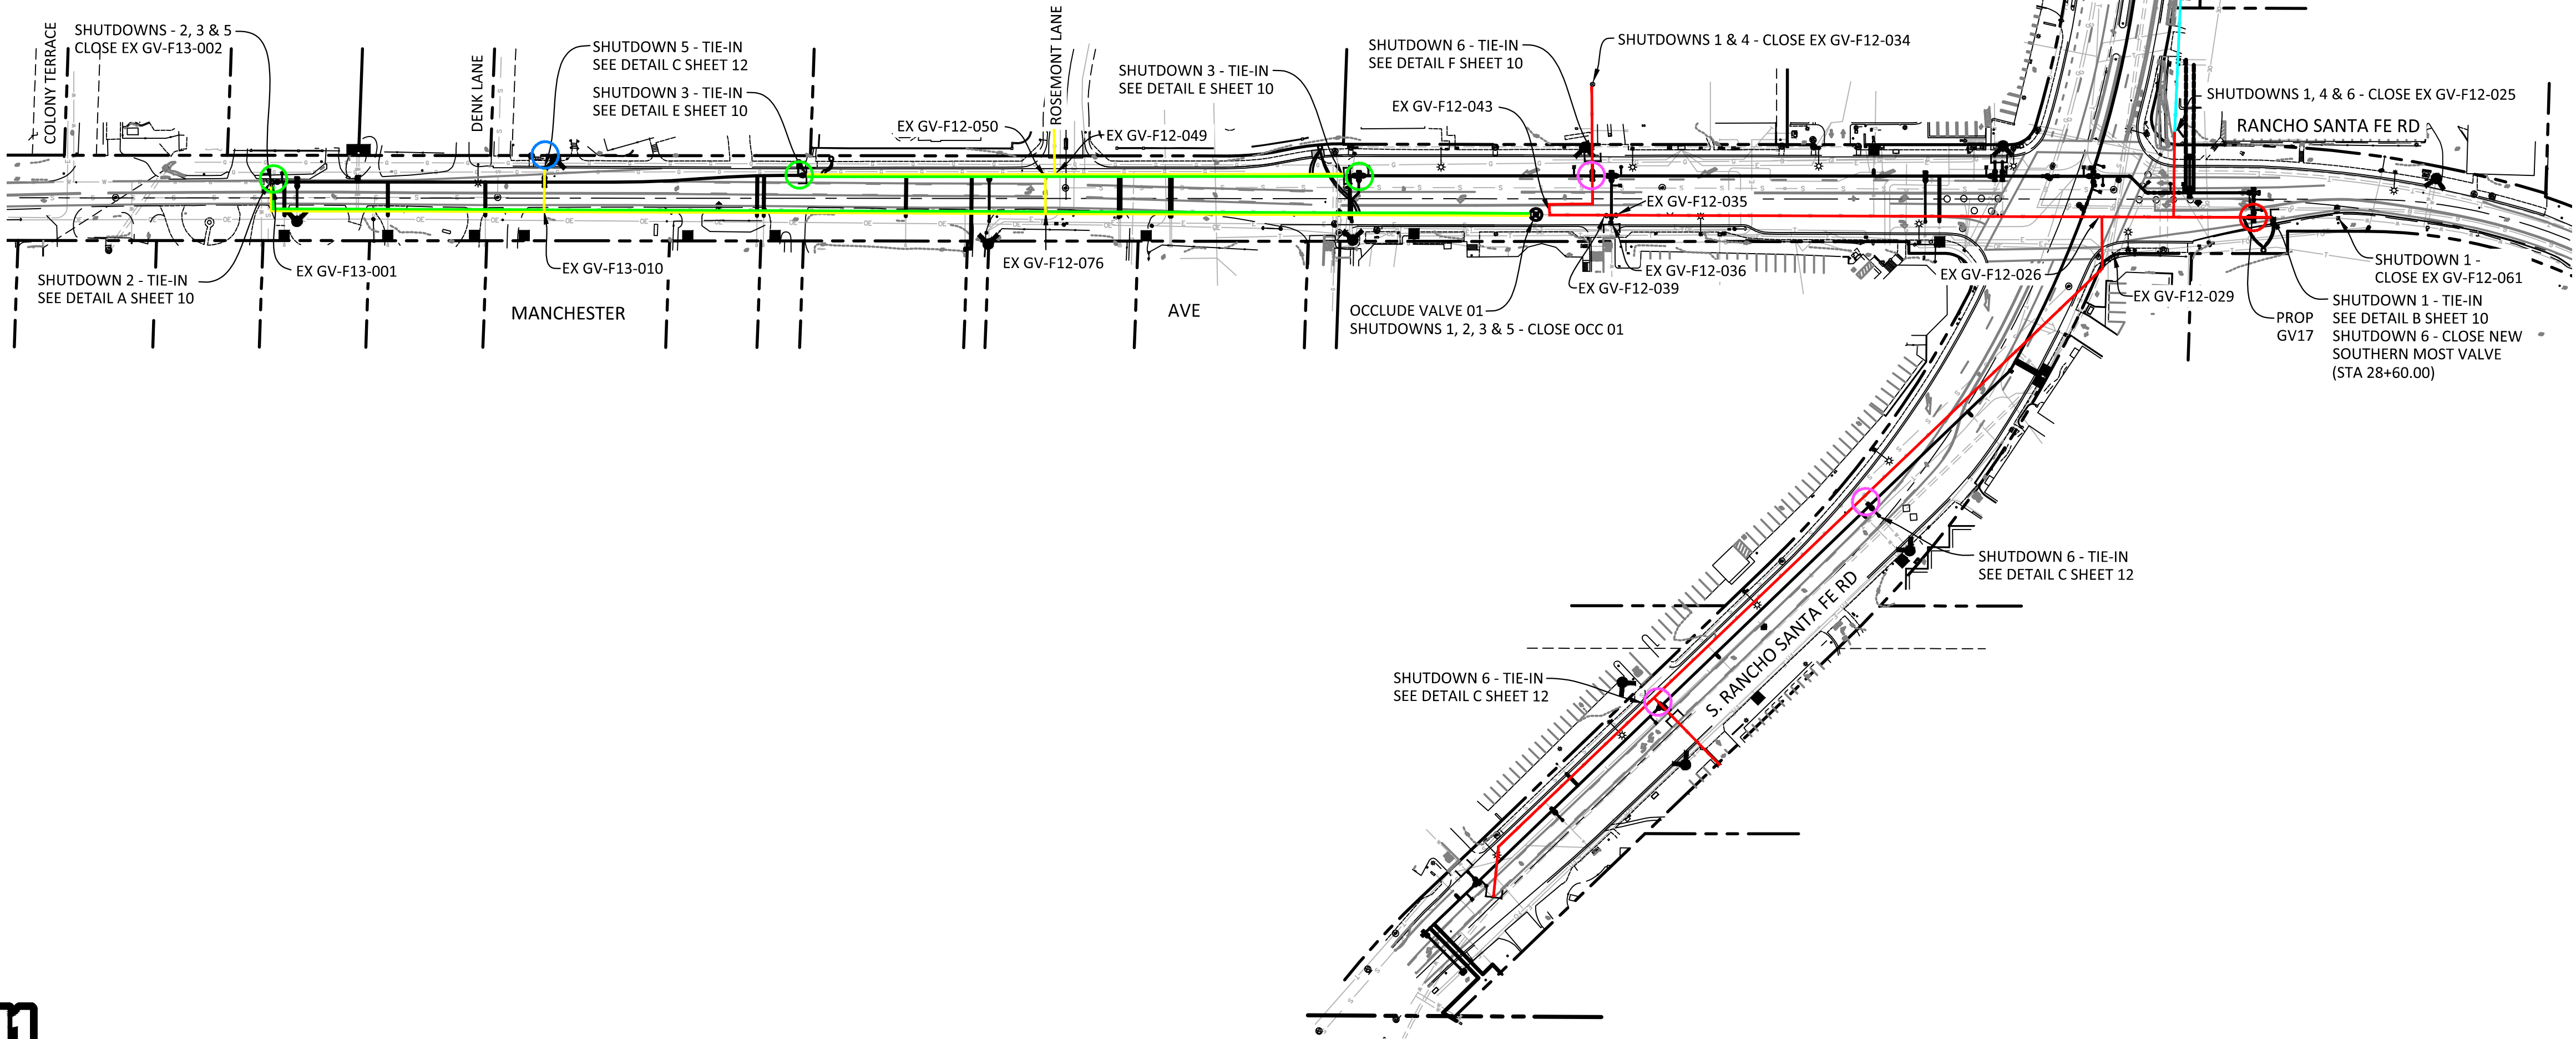 COLONY TERRACE
SHUTDOWNS - 2, 3 & 5
CLOSE EX GV-F13-002
DENK LANE
SHUTDOWN 5 - TIE-IN
SEE DETAIL C SHEET 12
SHUTDOWN 3 - TIE-IN
SEE DETAIL E SHEET 10
EX GV-F12-050
ROSEMONT LANE
EX GV-F12-049
SHUTDOWN 3 - TIE-IN
SEE DETAIL E SHEET 10
SHUTDOWN 6 - TIE-IN
SEE DETAIL F SHEET 10
EX GV-F12-043
SHUTDOWNS 1 & 4 - CLOSE EX GV-F12-034
SHUTDOWNS 1, 4 & 6 - CLOSE EX GV-F12-025
RANCHO SANTA FE RD
SHUTDOWN 2 - TIE-IN
SEE DETAIL A SHEET 10
EX GV-F13-001
EX GV-F13-010
MANCHESTER
EX GV-F12-076
AVE
OCCLUDE VALVE 01
SHUTDOWNS 1, 2, 3 & 5 - CLOSE OCC 01
EX GV-F12-035
EX GV-F12-036
EX GV-F12-039
EX GV-F12-026
EX GV-F12-029
SHUTDOWN 1 -
CLOSE EX GV-F12-061
PROP
GV17
SHUTDOWN 1 - TIE-IN
SEE DETAIL B SHEET 10
SHUTDOWN 6 - CLOSE NEW
SOUTHERN MOST VALVE
(STA 28+60.00)
SHUTDOWN 6 - TIE-IN
SEE DETAIL C SHEET 12
S. RANCHO SANTA FE RD
SHUTDOWN 6 - TIE-IN
SEE DETAIL C SHEET 12